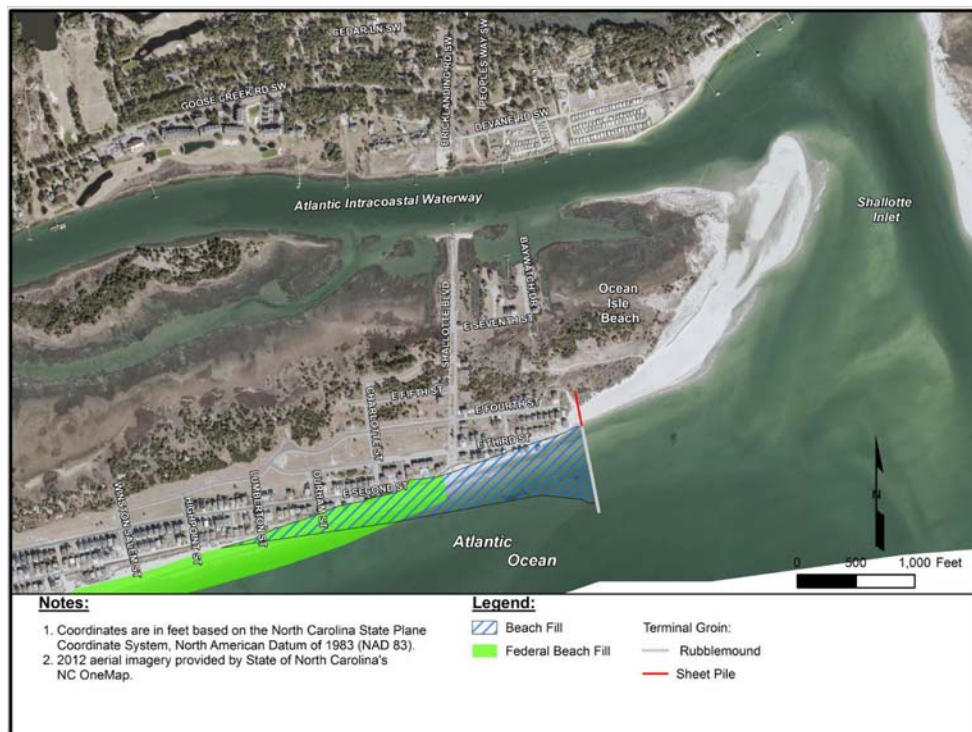 CEDAR LN SW
GOOSE CREEK RD SW
BRICKLANDING RD SW
PEOPLES WAY SW
DEVANE RD SW
Atlantic Intracoastal Waterway
Shallotte
Inlet
SHALLOTTE BLVD
BAYWATCH DR
Ocean
Isle
Beach
E SEVENTH ST
E FIFTH ST
E FOURTH ST
CHARLOTTE ST
E THIRD ST
E SECOND ST
DURHAM ST
LUMBERTON ST
HIGHPOINT ST
WINSTON SALEM ST
Atlantic
Ocean
N
0 500 1,000 Feet
Notes:
1. Coordinates are in feet based on the North Carolina State Plane
Coordinate System, North American Datum of 1983 (NAD 83).
2. 2012 aerial imagery provided by State of North Carolina's
NC OneMap.
Legend:
Beach Fill
Federal Beach Fill
Terminal Groin:
Rubblemound
Sheet Pile